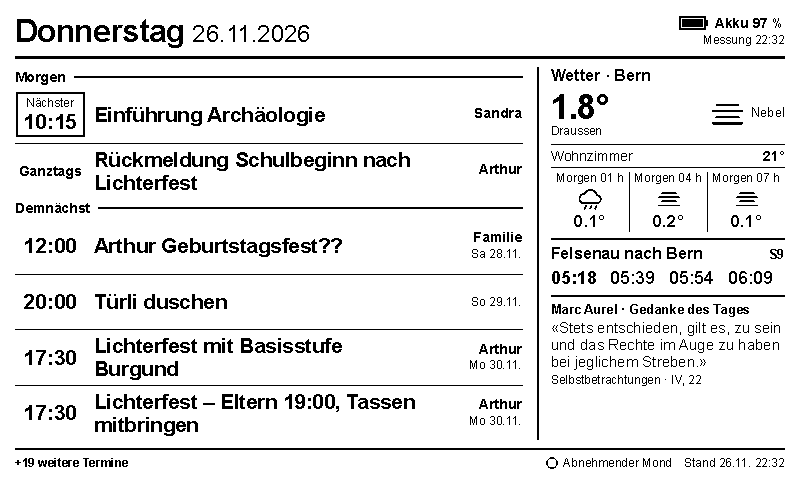 Donnerstag 26.11.2026
Akku 97 %
Messung 22:32
Morgen
Nächster
10:15
Einführung Archäologie
Sandra
Ganztags
Rückmeldung Schulbeginn nach
Lichterfest
Arthur
Demnächst
12:00
Arthur Geburtstagsfest??
Familie
Sa 28.11.
20:00
Türli duschen
So 29.11.
17:30
Lichterfest mit Basisstufe
Burgund
Arthur
Mo 30.11.
17:30
Lichterfest – Eltern 19:00, Tassen
mitbringen
Arthur
Mo 30.11.
Wetter · Bern
1.8°
Draussen
Nebel
Wohnzimmer 21°
Morgen 01 h Morgen 04 h Morgen 07 h
0.1° 0.2° 0.1°
Felsenau nach Bern S9
05:18 05:39 05:54 06:09
Marc Aurel · Gedanke des Tages
«Stets entschieden, gilt es, zu sein
und das Rechte im Auge zu haben
bei jeglichem Streben.»
Selbstbetrachtungen · IV, 22
+19 weitere Termine
Abnehmender Mond Stand 26.11. 22:32